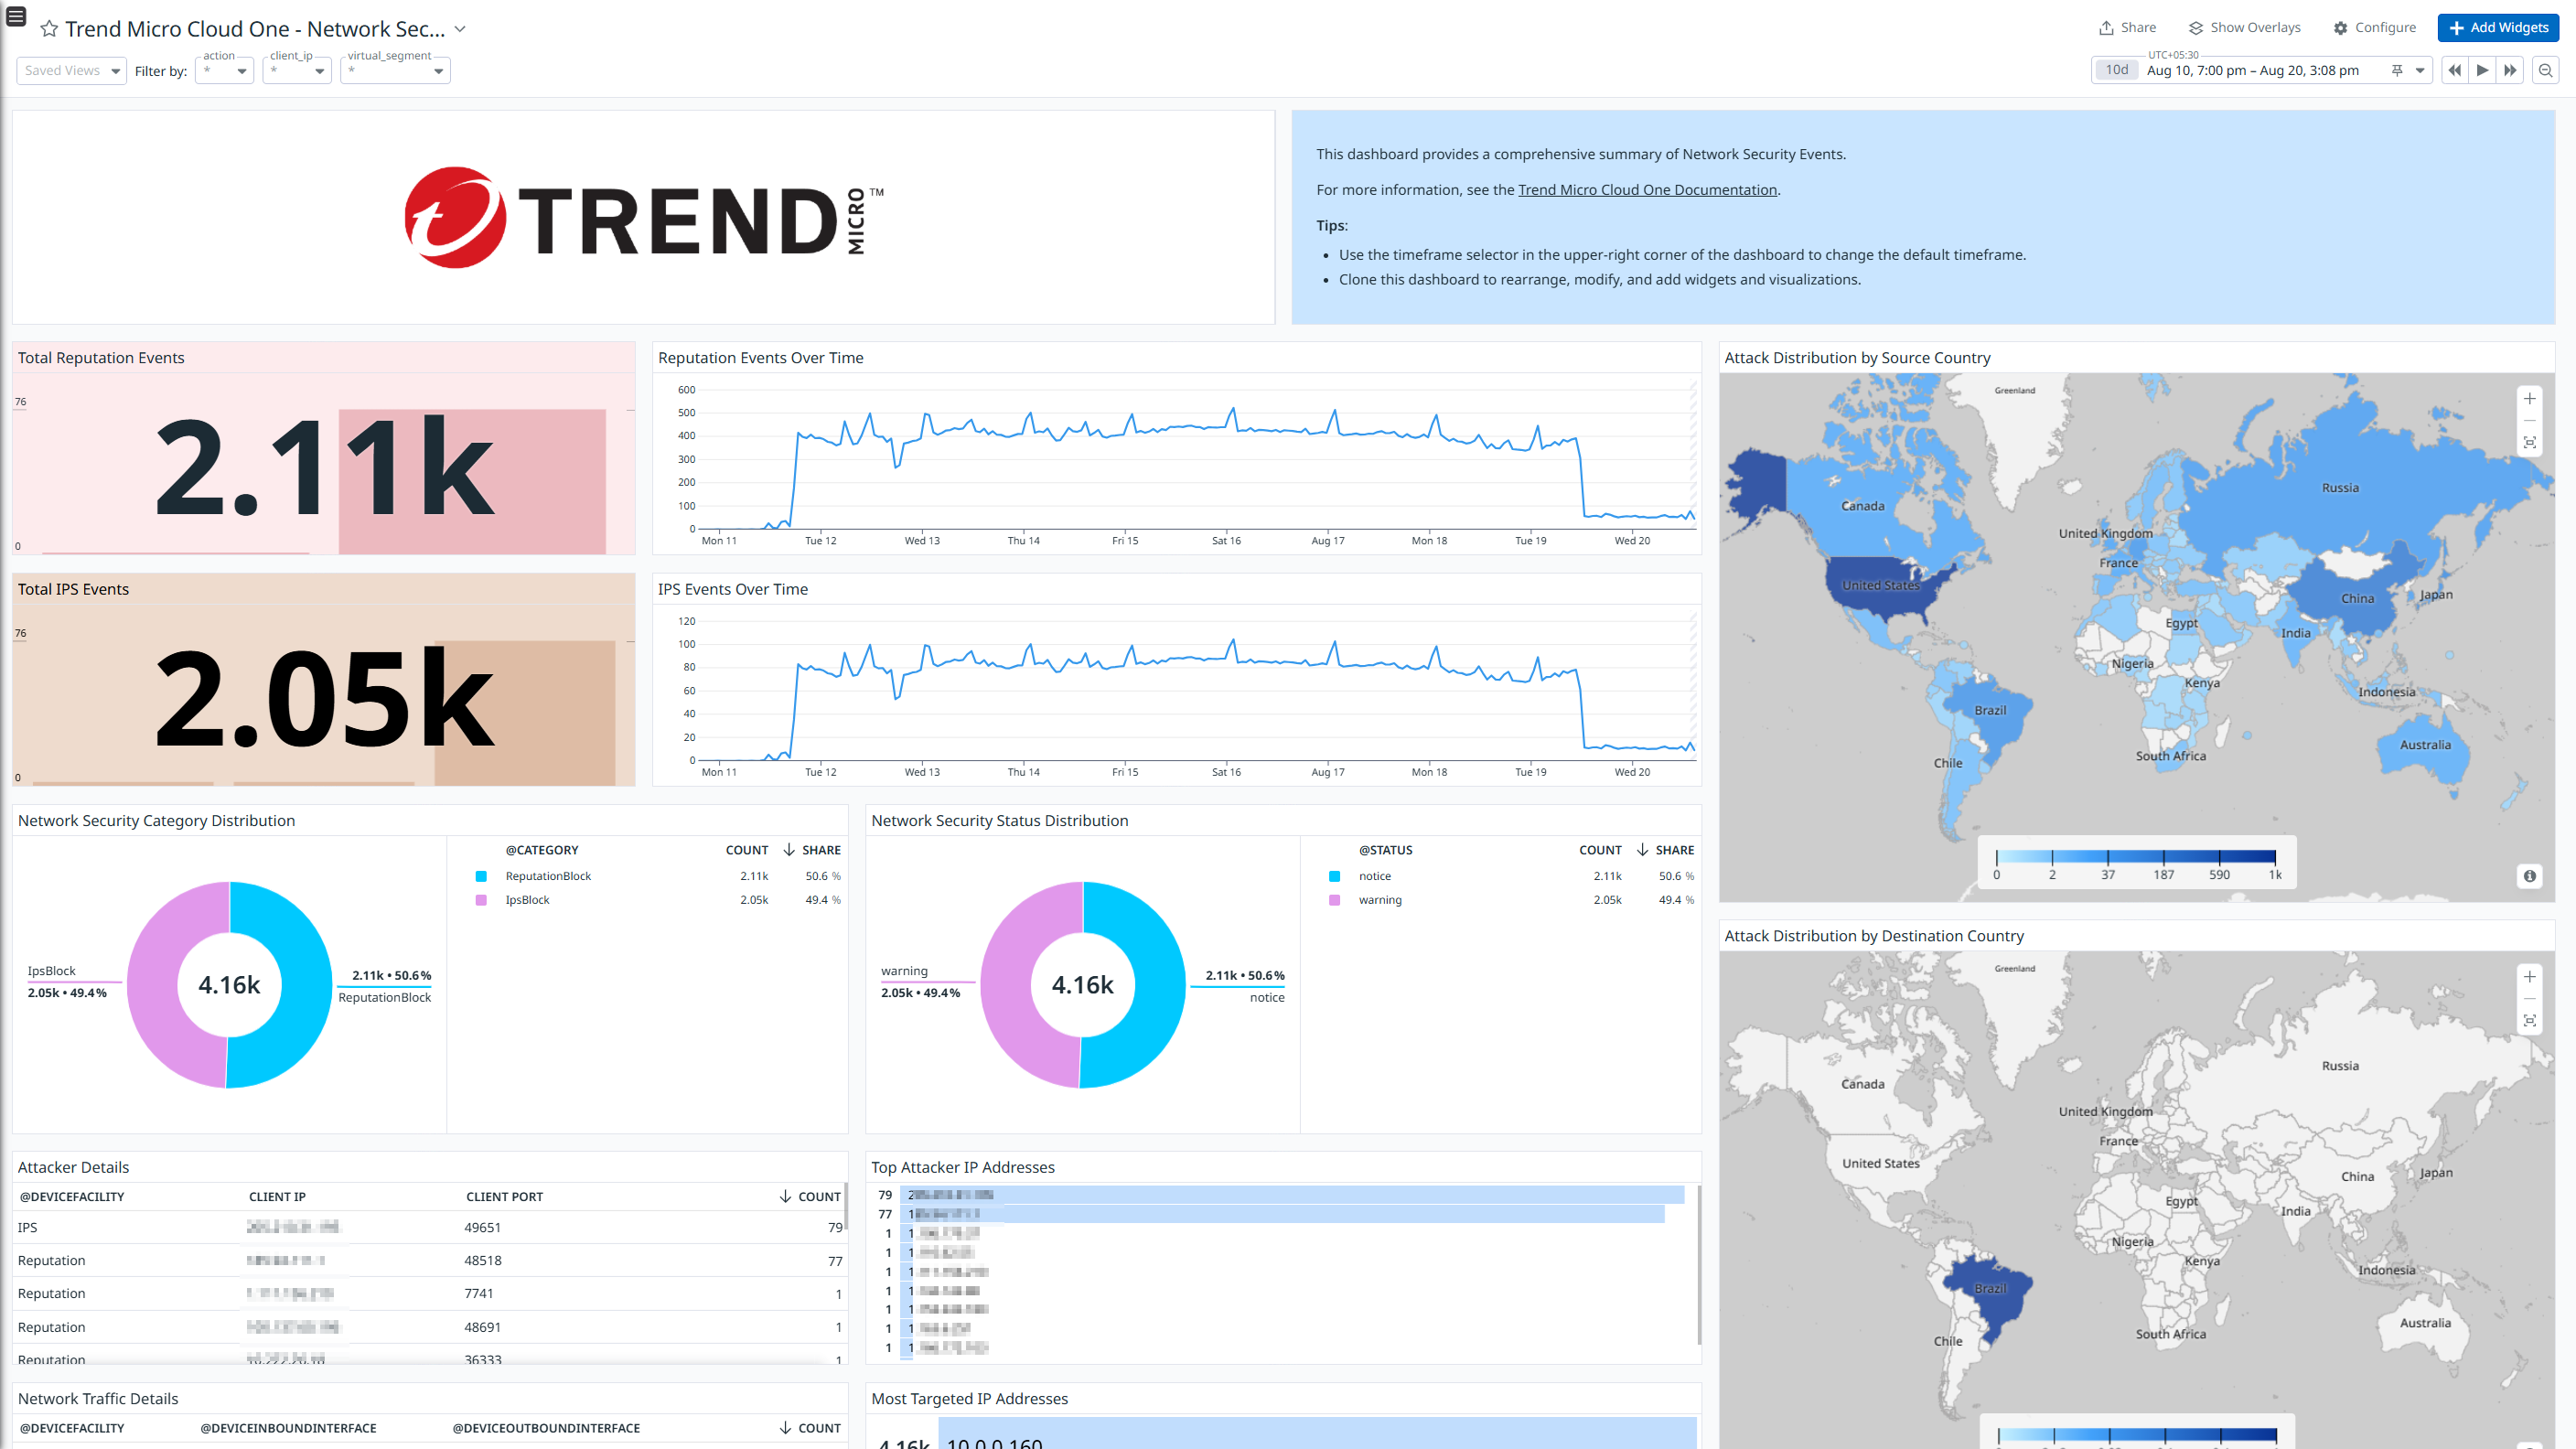 Trend Micro Cloud One - Network Sec...
Share
Show Overlays
Configure
Add Widgets
Saved Views
Filter by:
action
*
client_ip
*
virtual_segment
*
UTC+05:30
10d
Aug 10, 7:00 pm – Aug 20, 3:08 pm
TREND MICRO™
This dashboard provides a comprehensive summary of Network Security Events.
For more information, see the Trend Micro Cloud One Documentation.
Tips:
• Use the timeframe selector in the upper-right corner of the dashboard to change the default timeframe.
• Clone this dashboard to rearrange, modify, and add widgets and visualizations.
Total Reputation Events
76
2.11k
0
Reputation Events Over Time
600
500
400
300
200
100
0
Mon 11 Tue 12 Wed 13 Thu 14 Fri 15 Sat 16 Aug 17 Mon 18 Tue 19 Wed 20
Attack Distribution by Source Country
Greenland
Russia
Canada
United Kingdom
France
United States
China
Japan
Egypt
India
Nigeria
Kenya
Indonesia
Brazil
Australia
South Africa
Chile
0 2 37 187 590 1k
Total IPS Events
76
2.05k
0
IPS Events Over Time
120
100
80
60
40
20
0
Mon 11 Tue 12 Wed 13 Thu 14 Fri 15 Sat 16 Aug 17 Mon 18 Tue 19 Wed 20
Network Security Category Distribution
IpsBlock
2.05k • 49.4%
4.16k
2.11k • 50.6%
ReputationBlock
@CATEGORY COUNT SHARE
ReputationBlock 2.11k 50.6 %
IpsBlock 2.05k 49.4 %
Network Security Status Distribution
warning
2.05k • 49.4%
4.16k
2.11k • 50.6%
notice
@STATUS COUNT SHARE
notice 2.11k 50.6 %
warning 2.05k 49.4 %
Attack Distribution by Destination Country
Greenland
Russia
Canada
United Kingdom
France
United States
China
Japan
Egypt
India
Nigeria
Kenya
Indonesia
Brazil
Australia
South Africa
Chile
Attacker Details
@DEVICEFACILITY CLIENT IP CLIENT PORT COUNT
IPS 49651 79
Reputation 48518 77
Reputation 7741 1
Reputation 48691 1
Reputation 36333 1
Top Attacker IP Addresses
79
77
1
1
1
1
1
1
1
Network Traffic Details
@DEVICEFACILITY @DEVICEINBOUNDINTERFACE @DEVICEOUTBOUNDINTERFACE COUNT
Most Targeted IP Addresses
4.16k 10.0.0.160